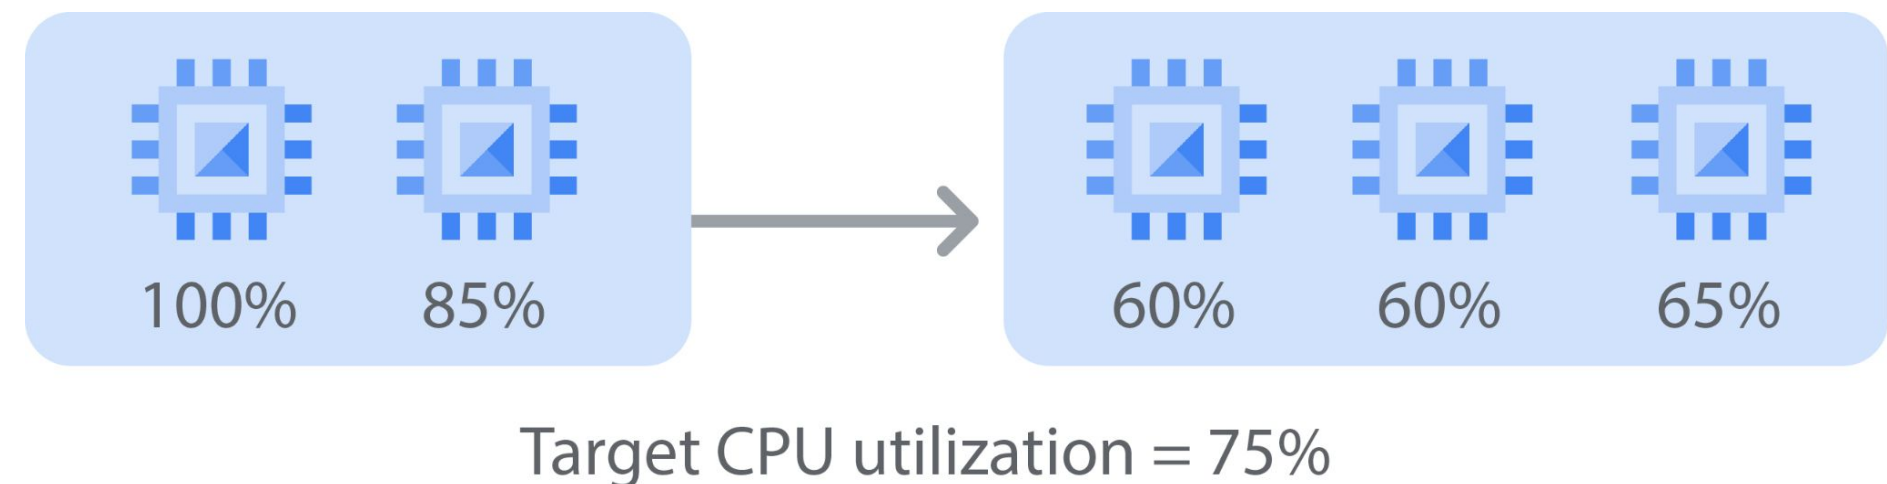 100% 85% 60% 60% 65%
Target CPU utilization = 75%